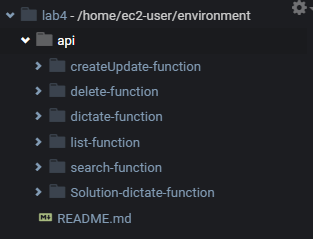 lab4 - /home/ec2-user/environment
api
createUpdate-function
delete-function
dictate-function
list-function
search-function
Solution-dictate-function
README.md